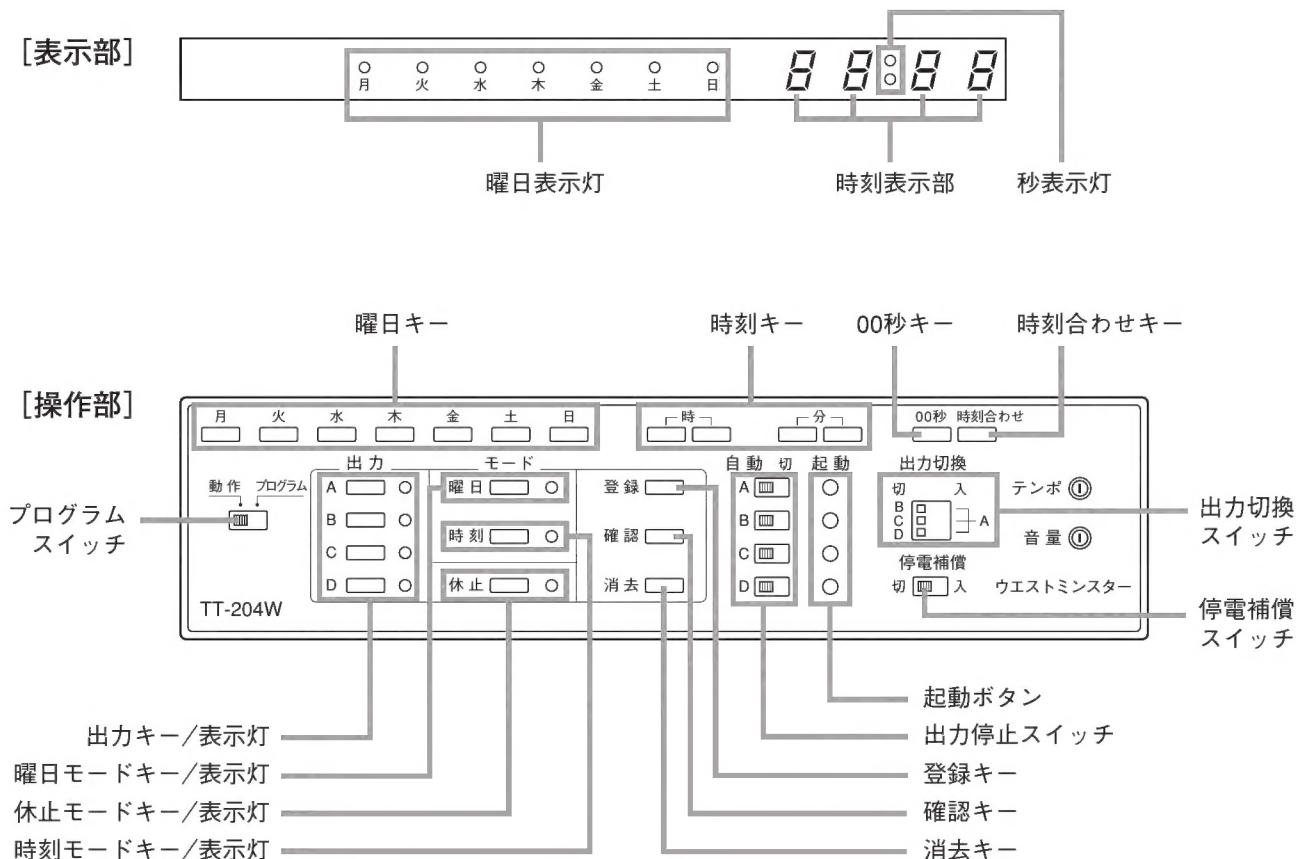 ［表示部］
月 火 水 木 金 土 日
8 8 8 8
曜日表示灯 時刻表示部 秒表示灯
曜日キー 時刻キー 00秒キー 時刻合わせキー
［操作部］
月 火 水 木 金 土 日 時 分 00秒 時刻合わせ
出力 モード 自動 切 起動 出力切換
動作 プログラム
A 曜日 登録 A 切 入 テンポ
B 時刻 確認 B B C D A 音量
C C 停電補償
D 休止 消去 D 切 入 ウエストミンスター
TT-204W
プログラム
スイッチ
出力切換
スイッチ
停電補償
スイッチ
出力キー/表示灯
曜日モードキー/表示灯
休止モードキー/表示灯
時刻モードキー/表示灯
起動ボタン
出力停止スイッチ
登録キー
確認キー
消去キー